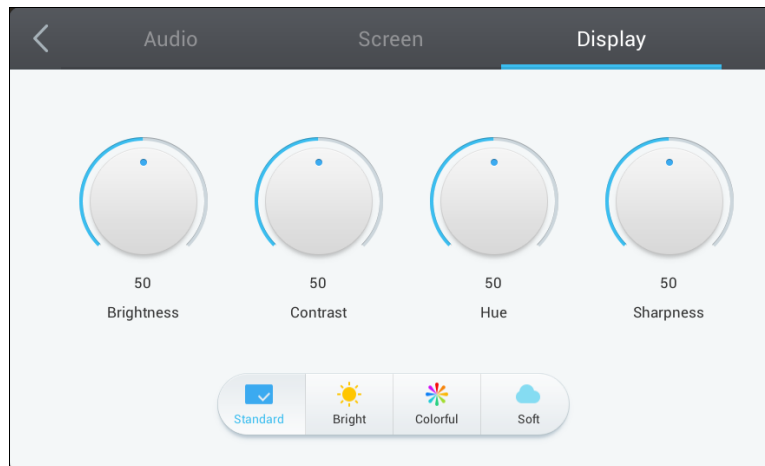 Audio Screen Display
50 50 50 50
Brightness Contrast Hue Sharpness
Standard Bright Colorful Soft